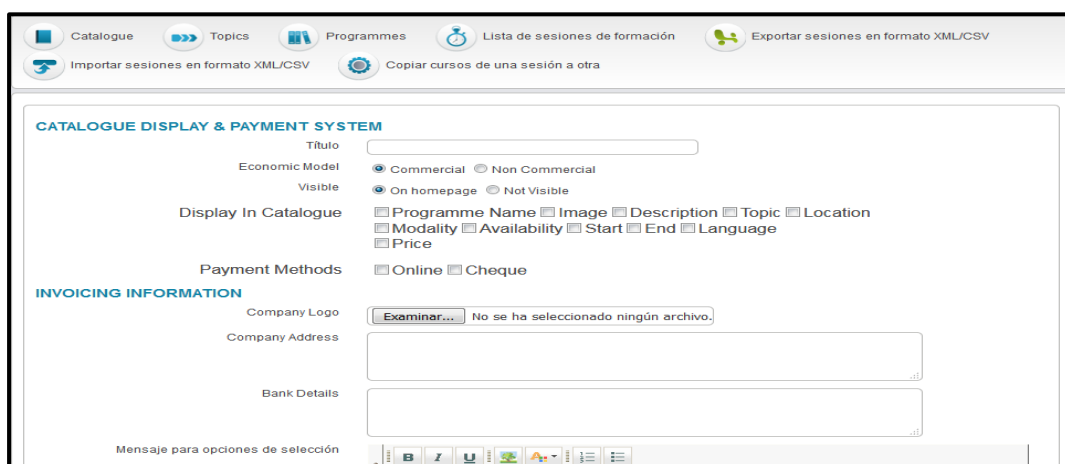 Catalogue Topics Programmes Lista de sesiones de formación Exportar sesiones en formato XML/CSV
Importar sesiones en formato XML/CSV Copiar cursos de una sesión a otra
CATALOGUE DISPLAY & PAYMENT SYSTEM
Título
Economic Model Commercial Non Commercial
Visible On homepage Not Visible
Display In Catalogue Programme Name Image Description Topic Location
Modality Availability Start End Language
Price
Payment Methods Online Cheque
INVOICING INFORMATION
Company Logo Examinar... No se ha seleccionado ningún archivo.
Company Address
Bank Details
Mensaje para opciones de selección
B I U A